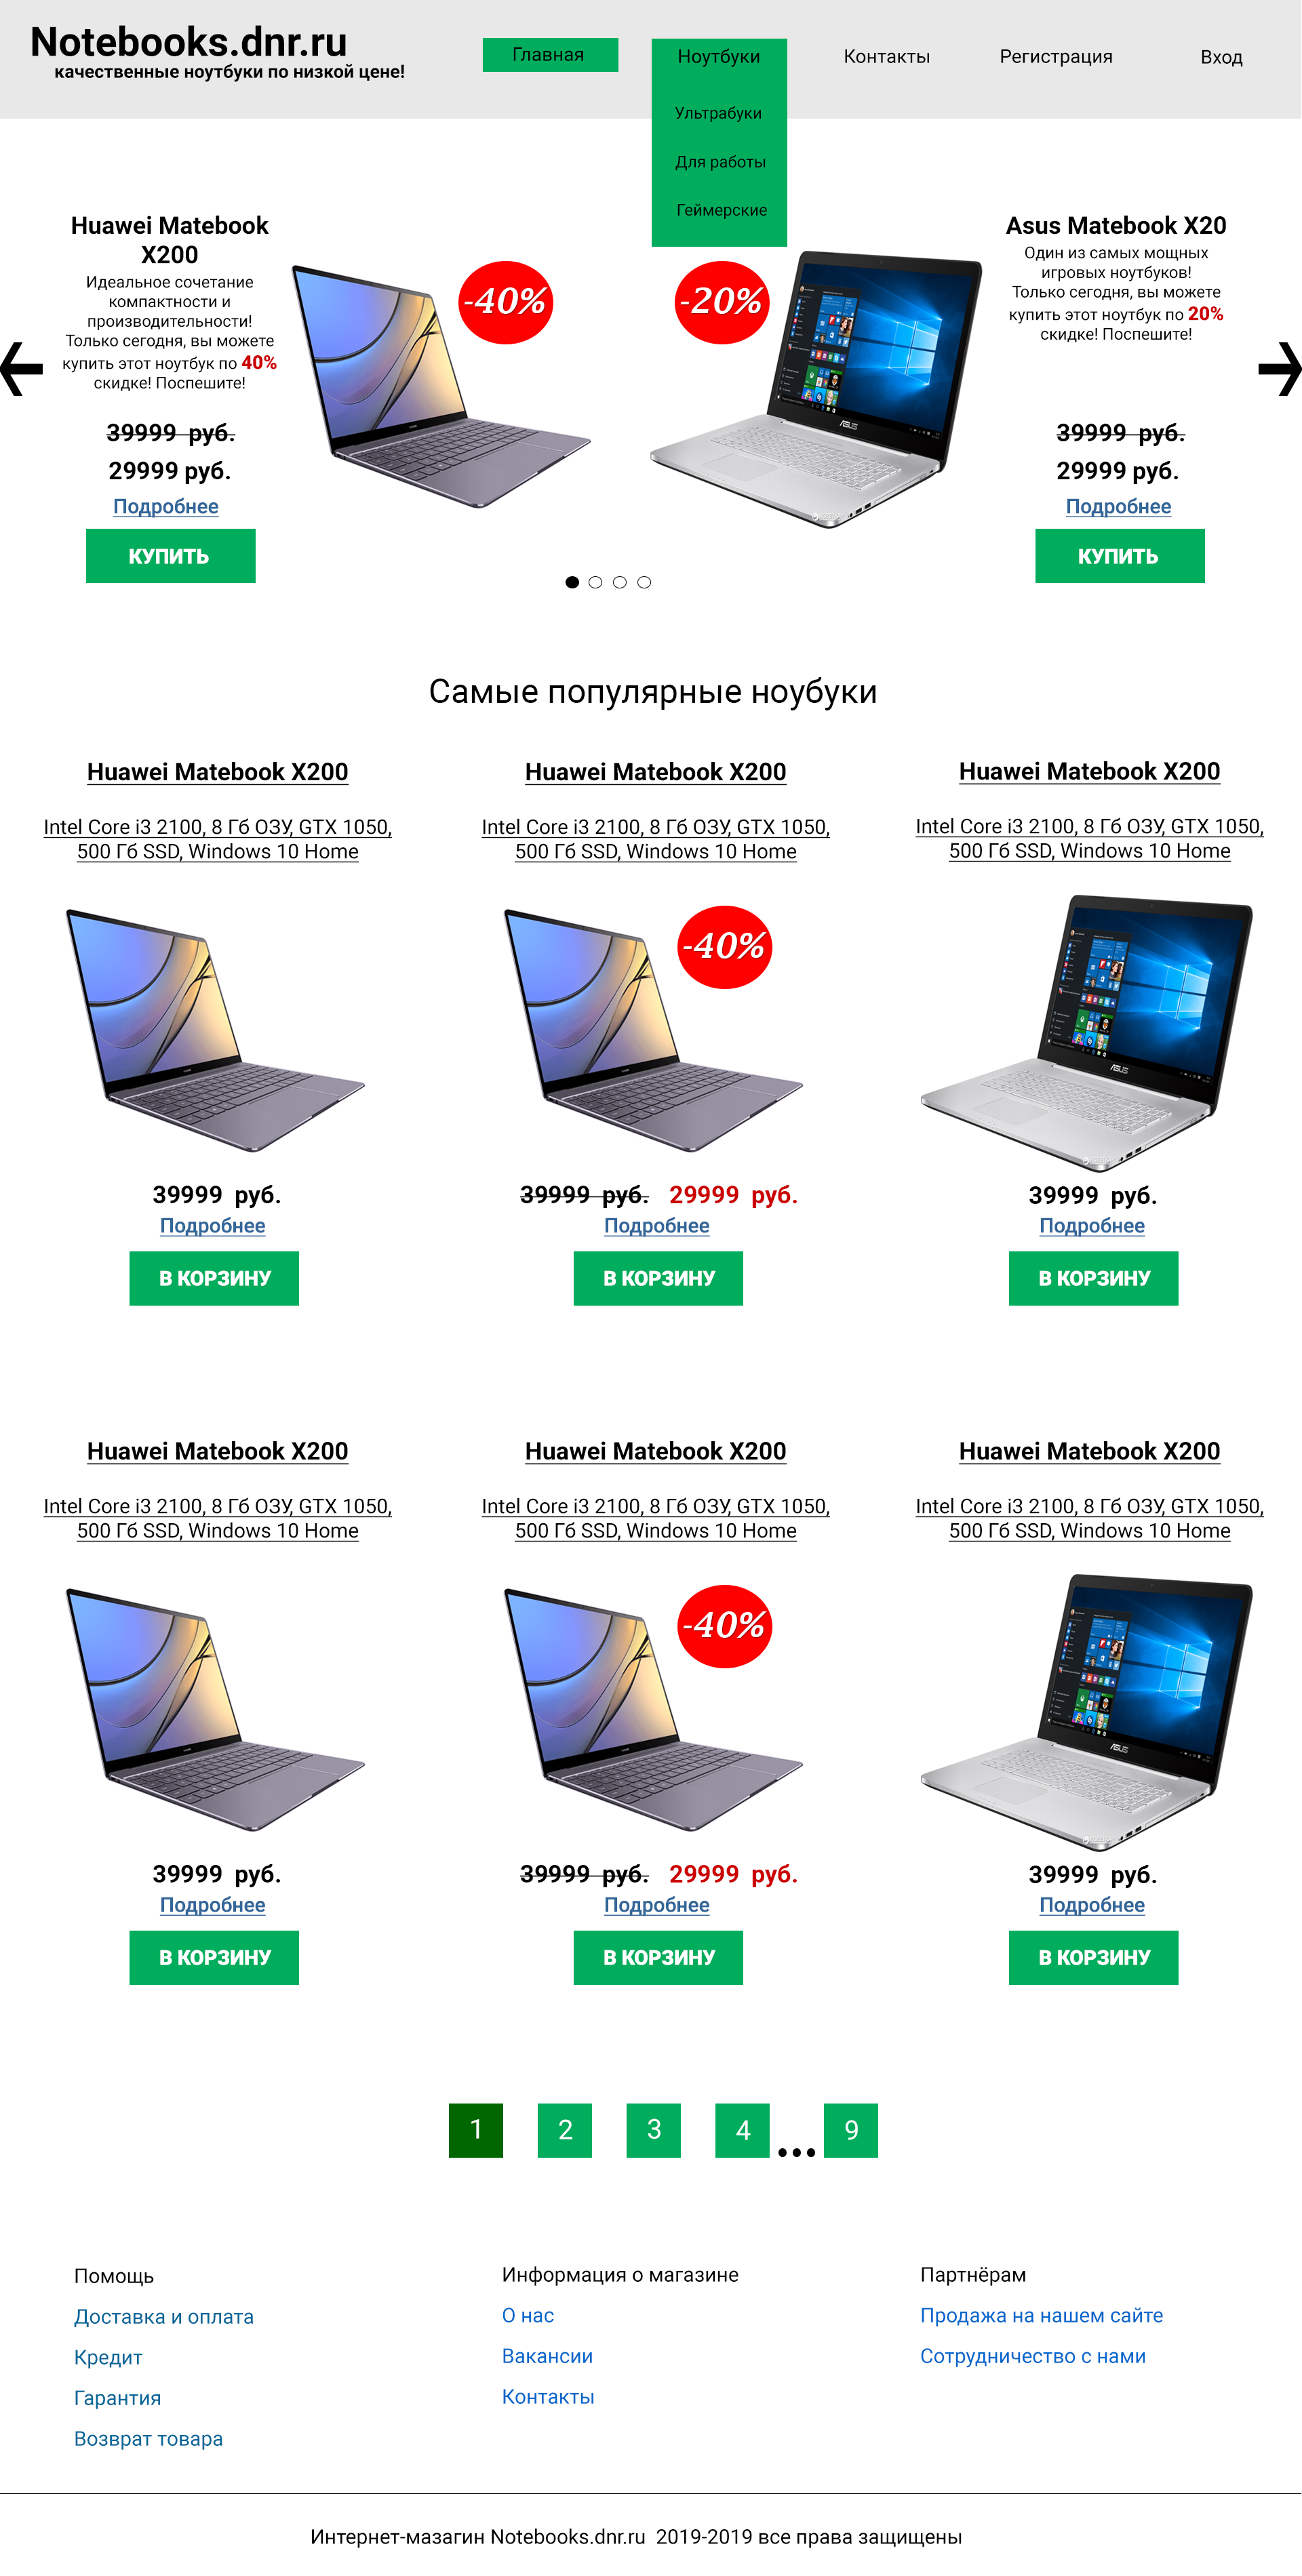 Notebooks.dnr.ru
качественные ноутбуки по низкой цене!
Главная
Ноутбуки
Контакты
Регистрация
Вход
Ультрабуки
Для работы
Геймерские
Huawei Matebook
X200
Идеальное сочетание
компактности и
производительности!
Только сегодня, вы можете
купить этот ноутбук по 40%
скидке! Поспешите!
39999 руб.
29999 руб.
Подробнее
КУПИТЬ
-40%
-20%
ASUS
Asus Matebook X20
Один из самых мощных
игровых ноутбуков!
Только сегодня, вы можете
купить этот ноутбук по 20%
скидке! Поспешите!
39999 руб.
29999 руб.
Подробнее
КУПИТЬ
Самые популярные ноубуки
Huawei Matebook X200
Intel Core i3 2100, 8 Гб ОЗУ, GTX 1050,
500 Гб SSD, Windows 10 Home
39999 руб.
Подробнее
В КОРЗИНУ
Huawei Matebook X200
Intel Core i3 2100, 8 Гб ОЗУ, GTX 1050,
500 Гб SSD, Windows 10 Home
-40%
39999 руб. 29999 руб.
Подробнее
В КОРЗИНУ
Huawei Matebook X200
Intel Core i3 2100, 8 Гб ОЗУ, GTX 1050,
500 Гб SSD, Windows 10 Home
ASUS
39999 руб.
Подробнее
В КОРЗИНУ
Huawei Matebook X200
Intel Core i3 2100, 8 Гб ОЗУ, GTX 1050,
500 Гб SSD, Windows 10 Home
39999 руб.
Подробнее
В КОРЗИНУ
Huawei Matebook X200
Intel Core i3 2100, 8 Гб ОЗУ, GTX 1050,
500 Гб SSD, Windows 10 Home
-40%
39999 руб. 29999 руб.
Подробнее
В КОРЗИНУ
Huawei Matebook X200
Intel Core i3 2100, 8 Гб ОЗУ, GTX 1050,
500 Гб SSD, Windows 10 Home
ASUS
39999 руб.
Подробнее
В КОРЗИНУ
1 2 3 4 ... 9
Помощь
Доставка и оплата
Кредит
Гарантия
Возврат товара
Информация о магазине
О нас
Вакансии
Контакты
Партнёрам
Продажа на нашем сайте
Сотрудничество с нами
Интернет-мазагин Notebooks.dnr.ru 2019-2019 все права защищены